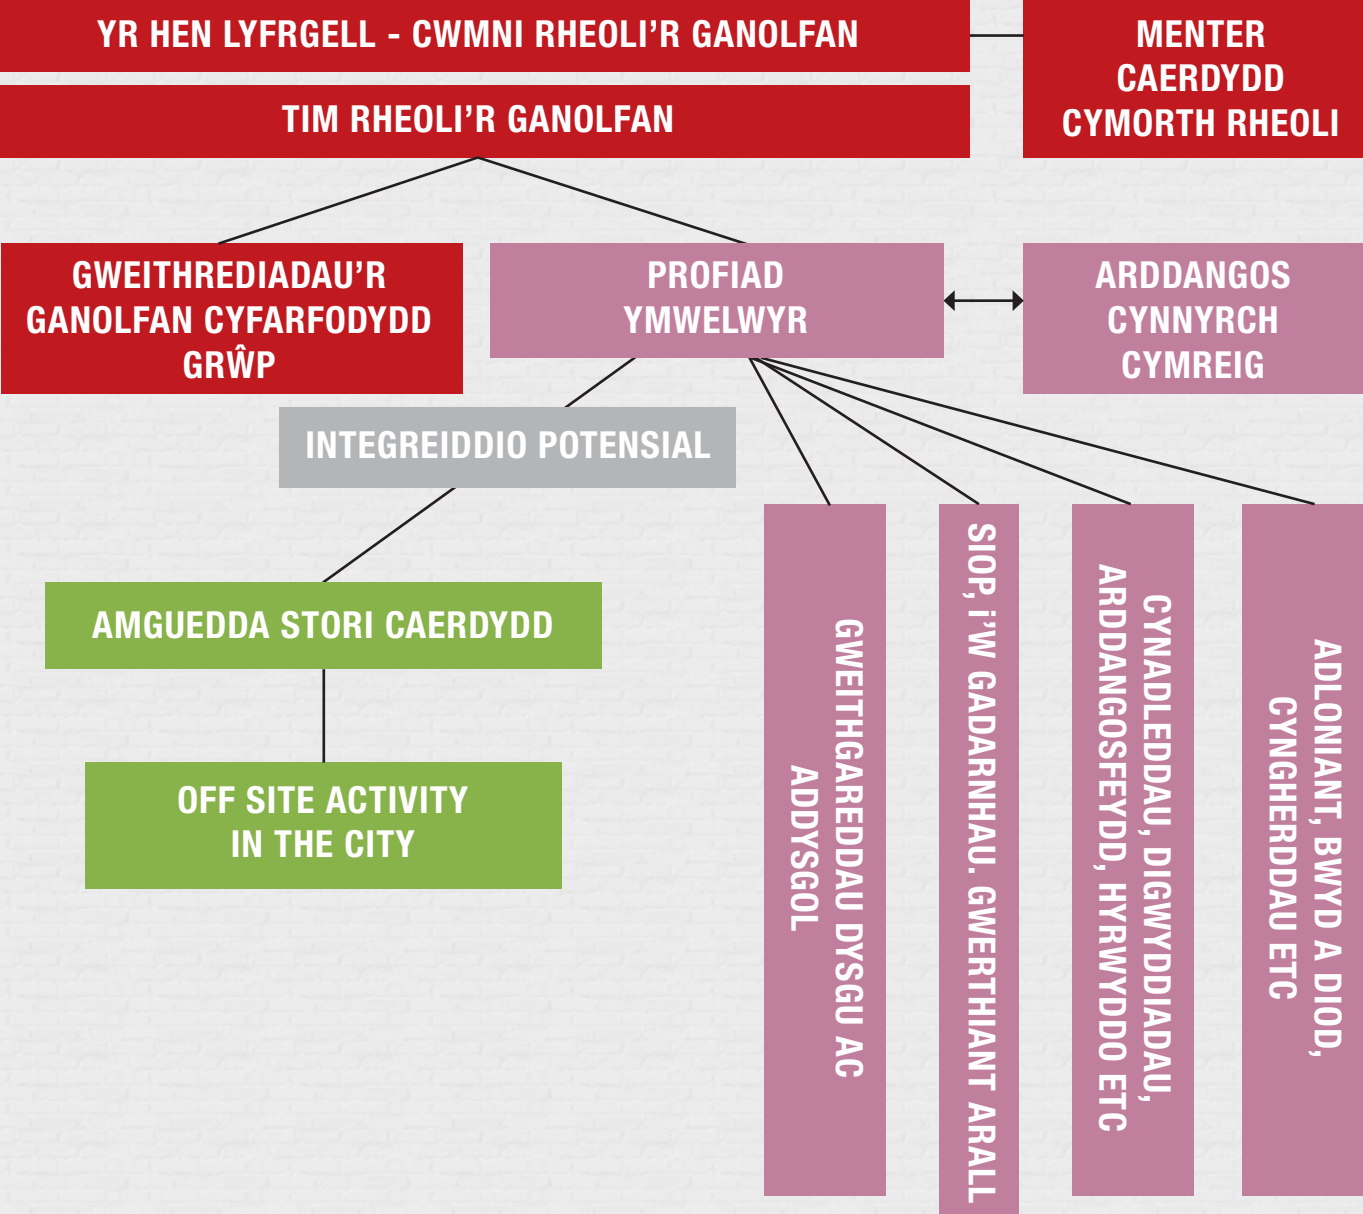 YR HEN LYFRGELL - CWMNI RHEOLI'R GANOLFAN
MENTER
CAERDYDD
CYMORTH RHEOLI
TIM RHEOLI'R GANOLFAN
GWEITHREDIADAU'R
GANOLFAN CYFARFODYDD
GRŴP
PROFIAD
YMWELWYR
ARDDANGOS
CYNNYRCH
CYMREIG
INTEGREIDDIO POTENSIAL
AMGUEDDA STORI CAERDYDD
OFF SITE ACTIVITY
IN THE CITY
GWEITHGAREDDAU DYSGU AC
ADDYSGOL
SIOP, i'W GADARNHAU. GWERTHIANT ARALL
CYNADLEDDAU, DIGWYDDIADAU,
ARDDANGOSFEYDD, HYRWYDDO ETC
ADLONIANT, BWYD A DIOD,
CYNGHERDDAU ETC